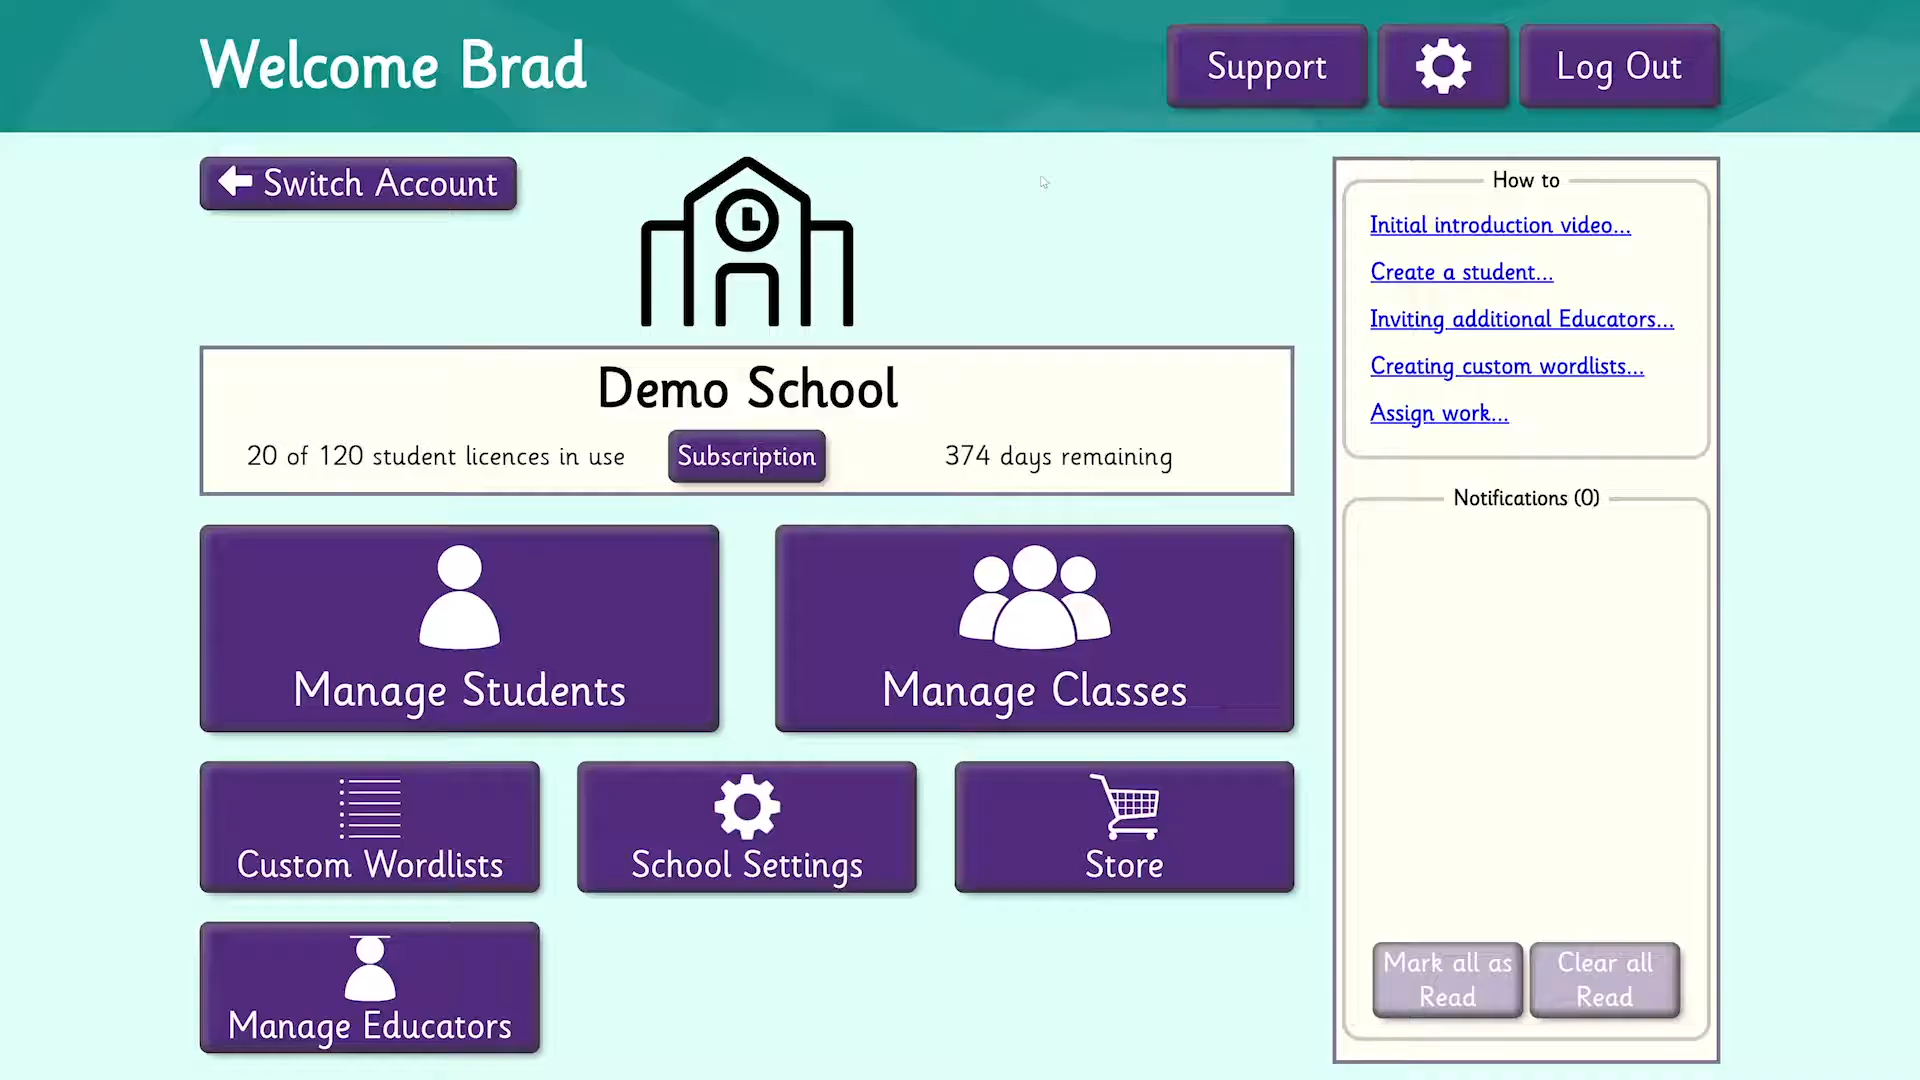 Welcome Brad
Support
Log Out
Switch Account
Demo School
20 of 120 student licences in use
Subscription
374 days remaining
Manage Students
Manage Classes
Custom Wordlists
School Settings
Store
Manage Educators
How to
Initial introduction video...
Create a student...
Inviting additional Educators...
Creating custom wordlists...
Assign work...
Notifications (0)
Mark all as
Read
Clear all
Read